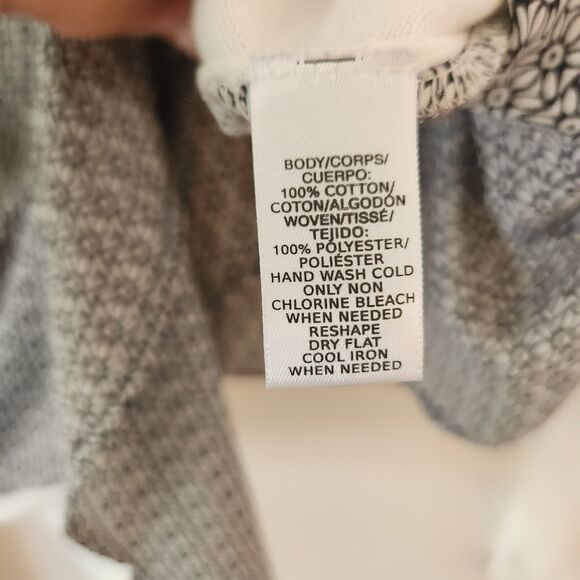 BODY/CORPS/
CUERPO:
100% COTTON/
COTON/ALGODÓN
WOVEN/TISSÉ/
TEJIDO:
100% PÓLYESTER/
POLIÉSTER
HAND WASH COLD
ONLY NON
CHLORINE BLEACH
WHEN NEEDED
RESHAPE
DRY FLAT
COOL IRON
WHEN NEEDED